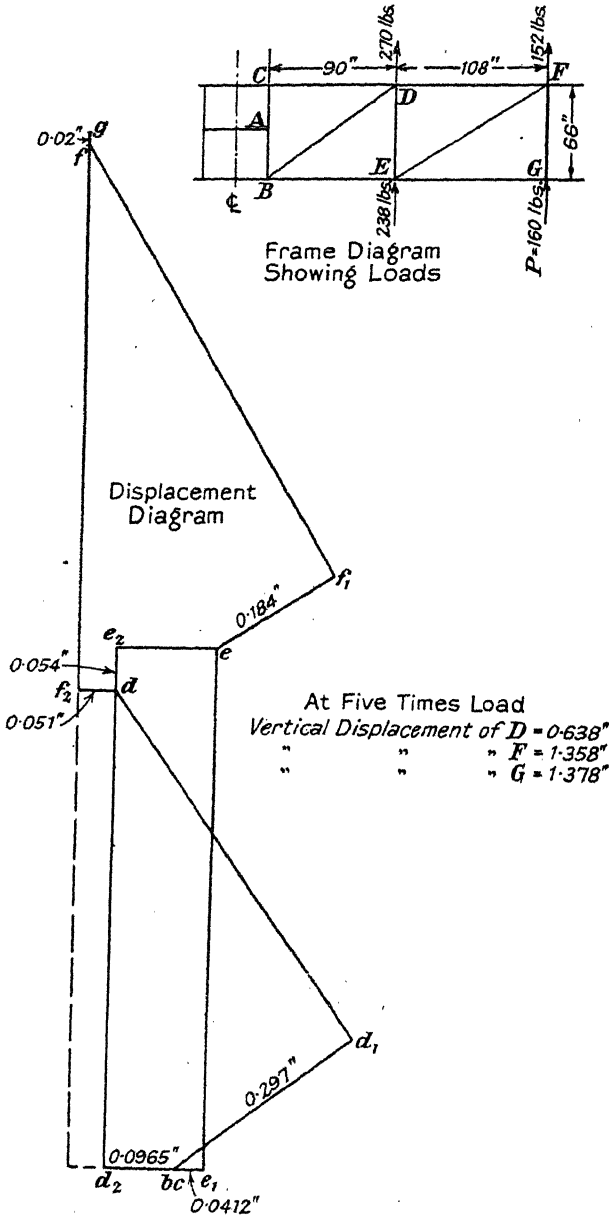 270 lbs.
152 lbs.
90"
108"
C
F
A
D
66"
B
E
G
℄
238 lbs.
P=160 lbs.
Frame Diagram
Showing Loads
0·02"
g
f
Displacement
Diagram
f₁
0·184"
e₂
e
0·054"
f₂
d
0·051"
At Five Times Load
Vertical Displacement of D = 0·638"
" " " F = 1·358"
" " " G = 1·378"
d₁
0·297"
0·0965"
d₂
bc
e₁
0·0412"